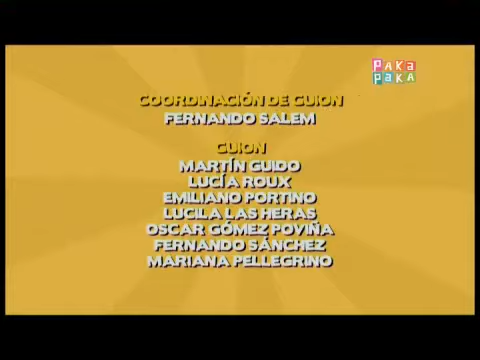 PAKA
PAKA
COORDINACIÓN DE GUION
FERNANDO SALEM
GUION
MARTÍN GUIDO
LUCÍA ROUX
EMILIANO PORTINO
LUCILA LAS HERAS
OSCAR GÓMEZ POVIÑA
FERNANDO SÁNCHEZ
MARIANA PELLEGRINO